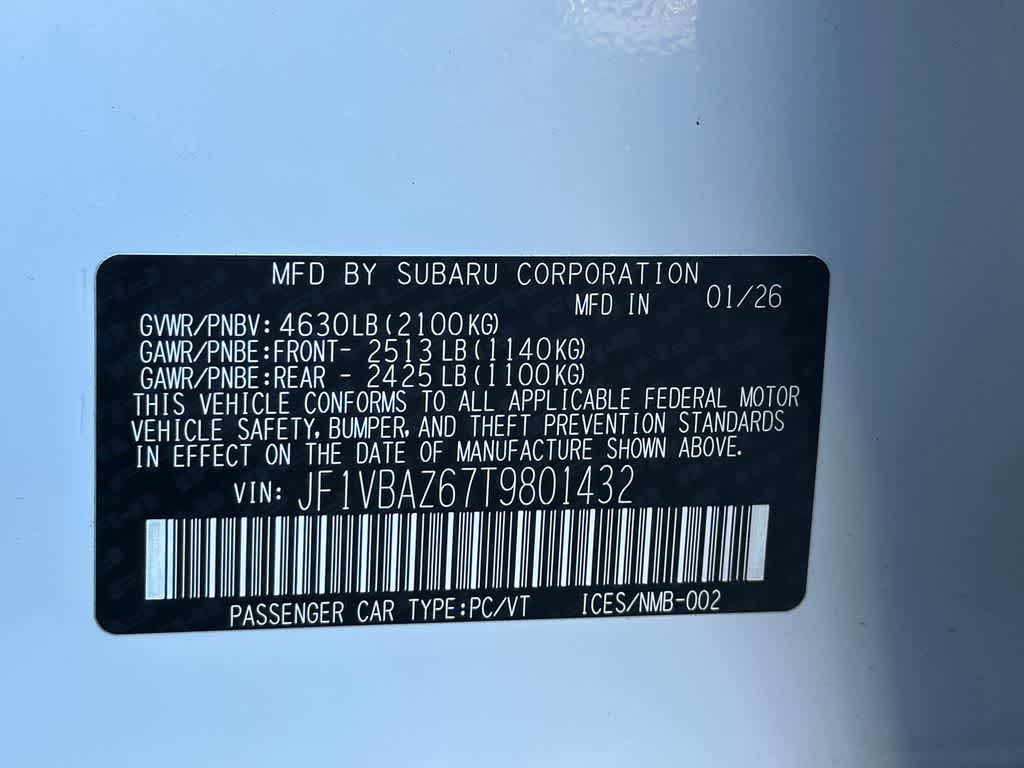 MFD BY SUBARU CORPORATION
MFD IN 01/26
GVWR/PNBV: 4630LB(2100KG)
GAWR/PNBE:FRONT- 2513 LB(1140KG)
GAWR/PNBE:REAR - 2425 LB(1100KG)
THIS VEHICLE CONFORMS TO ALL APPLICABLE FEDERAL MOTOR
VEHICLE SAFETY, BUMPER, AND THEFT PREVENTION STANDARDS
IN EFFECT ON THE DATE OF MANUFACTURE SHOWN ABOVE.
VIN: JF1VBAZ67T9801432
PASSENGER CAR TYPE:PC/VT ICES/NMB-002